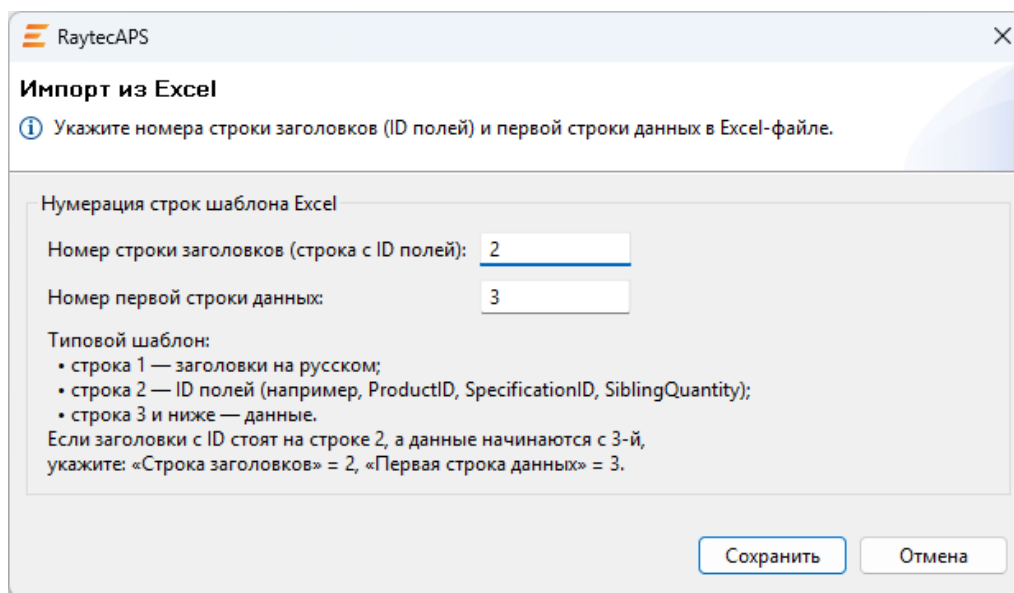 RaytecAPS
Импорт из Excel
Укажите номера строки заголовков (ID полей) и первой строки данных в Excel-файле.
Нумерация строк шаблона Excel
Номер строки заголовков (строка с ID полей): 2
Номер первой строки данных: 3
Типовой шаблон:
• строка 1 — заголовки на русском;
• строка 2 — ID полей (например, ProductID, SpecificationID, SiblingQuantity);
• строка 3 и ниже — данные.
Если заголовки с ID стоят на строке 2, а данные начинаются с 3-й,
укажите: «Строка заголовков» = 2, «Первая строка данных» = 3.
Сохранить Отмена